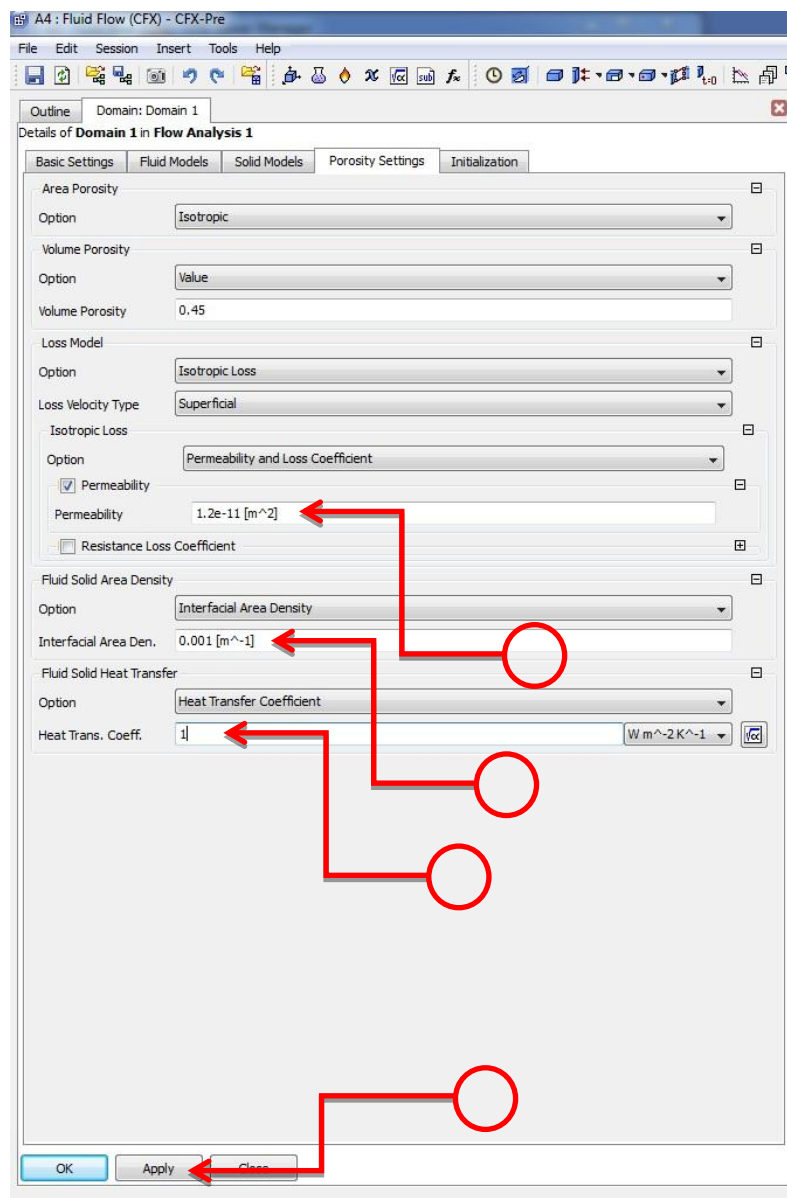 A4 : Fluid Flow (CFX) - CFX-Pre
File Edit Session Insert Tools Help
Outline Domain: Domain 1
Details of Domain 1 in Flow Analysis 1
Basic Settings Fluid Models Solid Models Porosity Settings Initialization
Area Porosity
Option Isotropic
Volume Porosity
Option Value
Volume Porosity 0.45
Loss Model
Option Isotropic Loss
Loss Velocity Type Superficial
Isotropic Loss
Option Permeability and Loss Coefficient
Permeability
Permeability 1.2e-11 [m^2]
Resistance Loss Coefficient
Fluid Solid Area Density
Option Interfacial Area Density
Interfacial Area Den. 0.001 [m^-1]
Fluid Solid Heat Transfer
Option Heat Transfer Coefficient
Heat Trans. Coeff. 1 W m^-2 K^-1
OK Apply Close